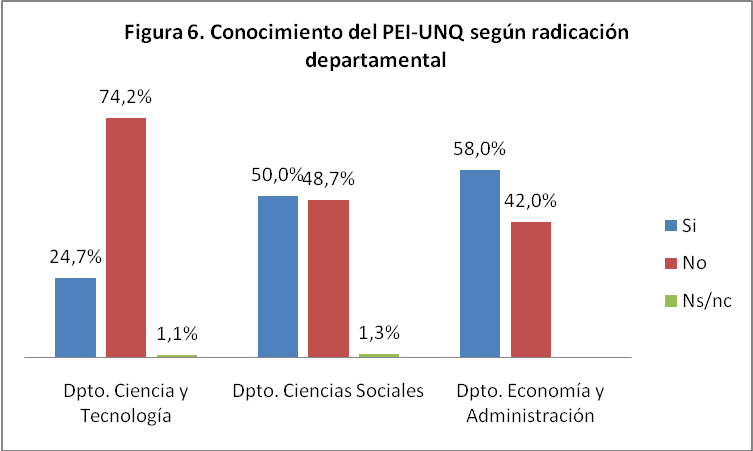 Figura 6. Conocimiento del PEI-UNQ según radicación
departamental
74,2%
58,0%
50,0%
48,7%
42,0%
24,7%
1,1%
1,3%
Si
No
Ns/nc
Dpto. Ciencia y
Tecnología
Dpto. Ciencias Sociales
Dpto. Economía y
Administración